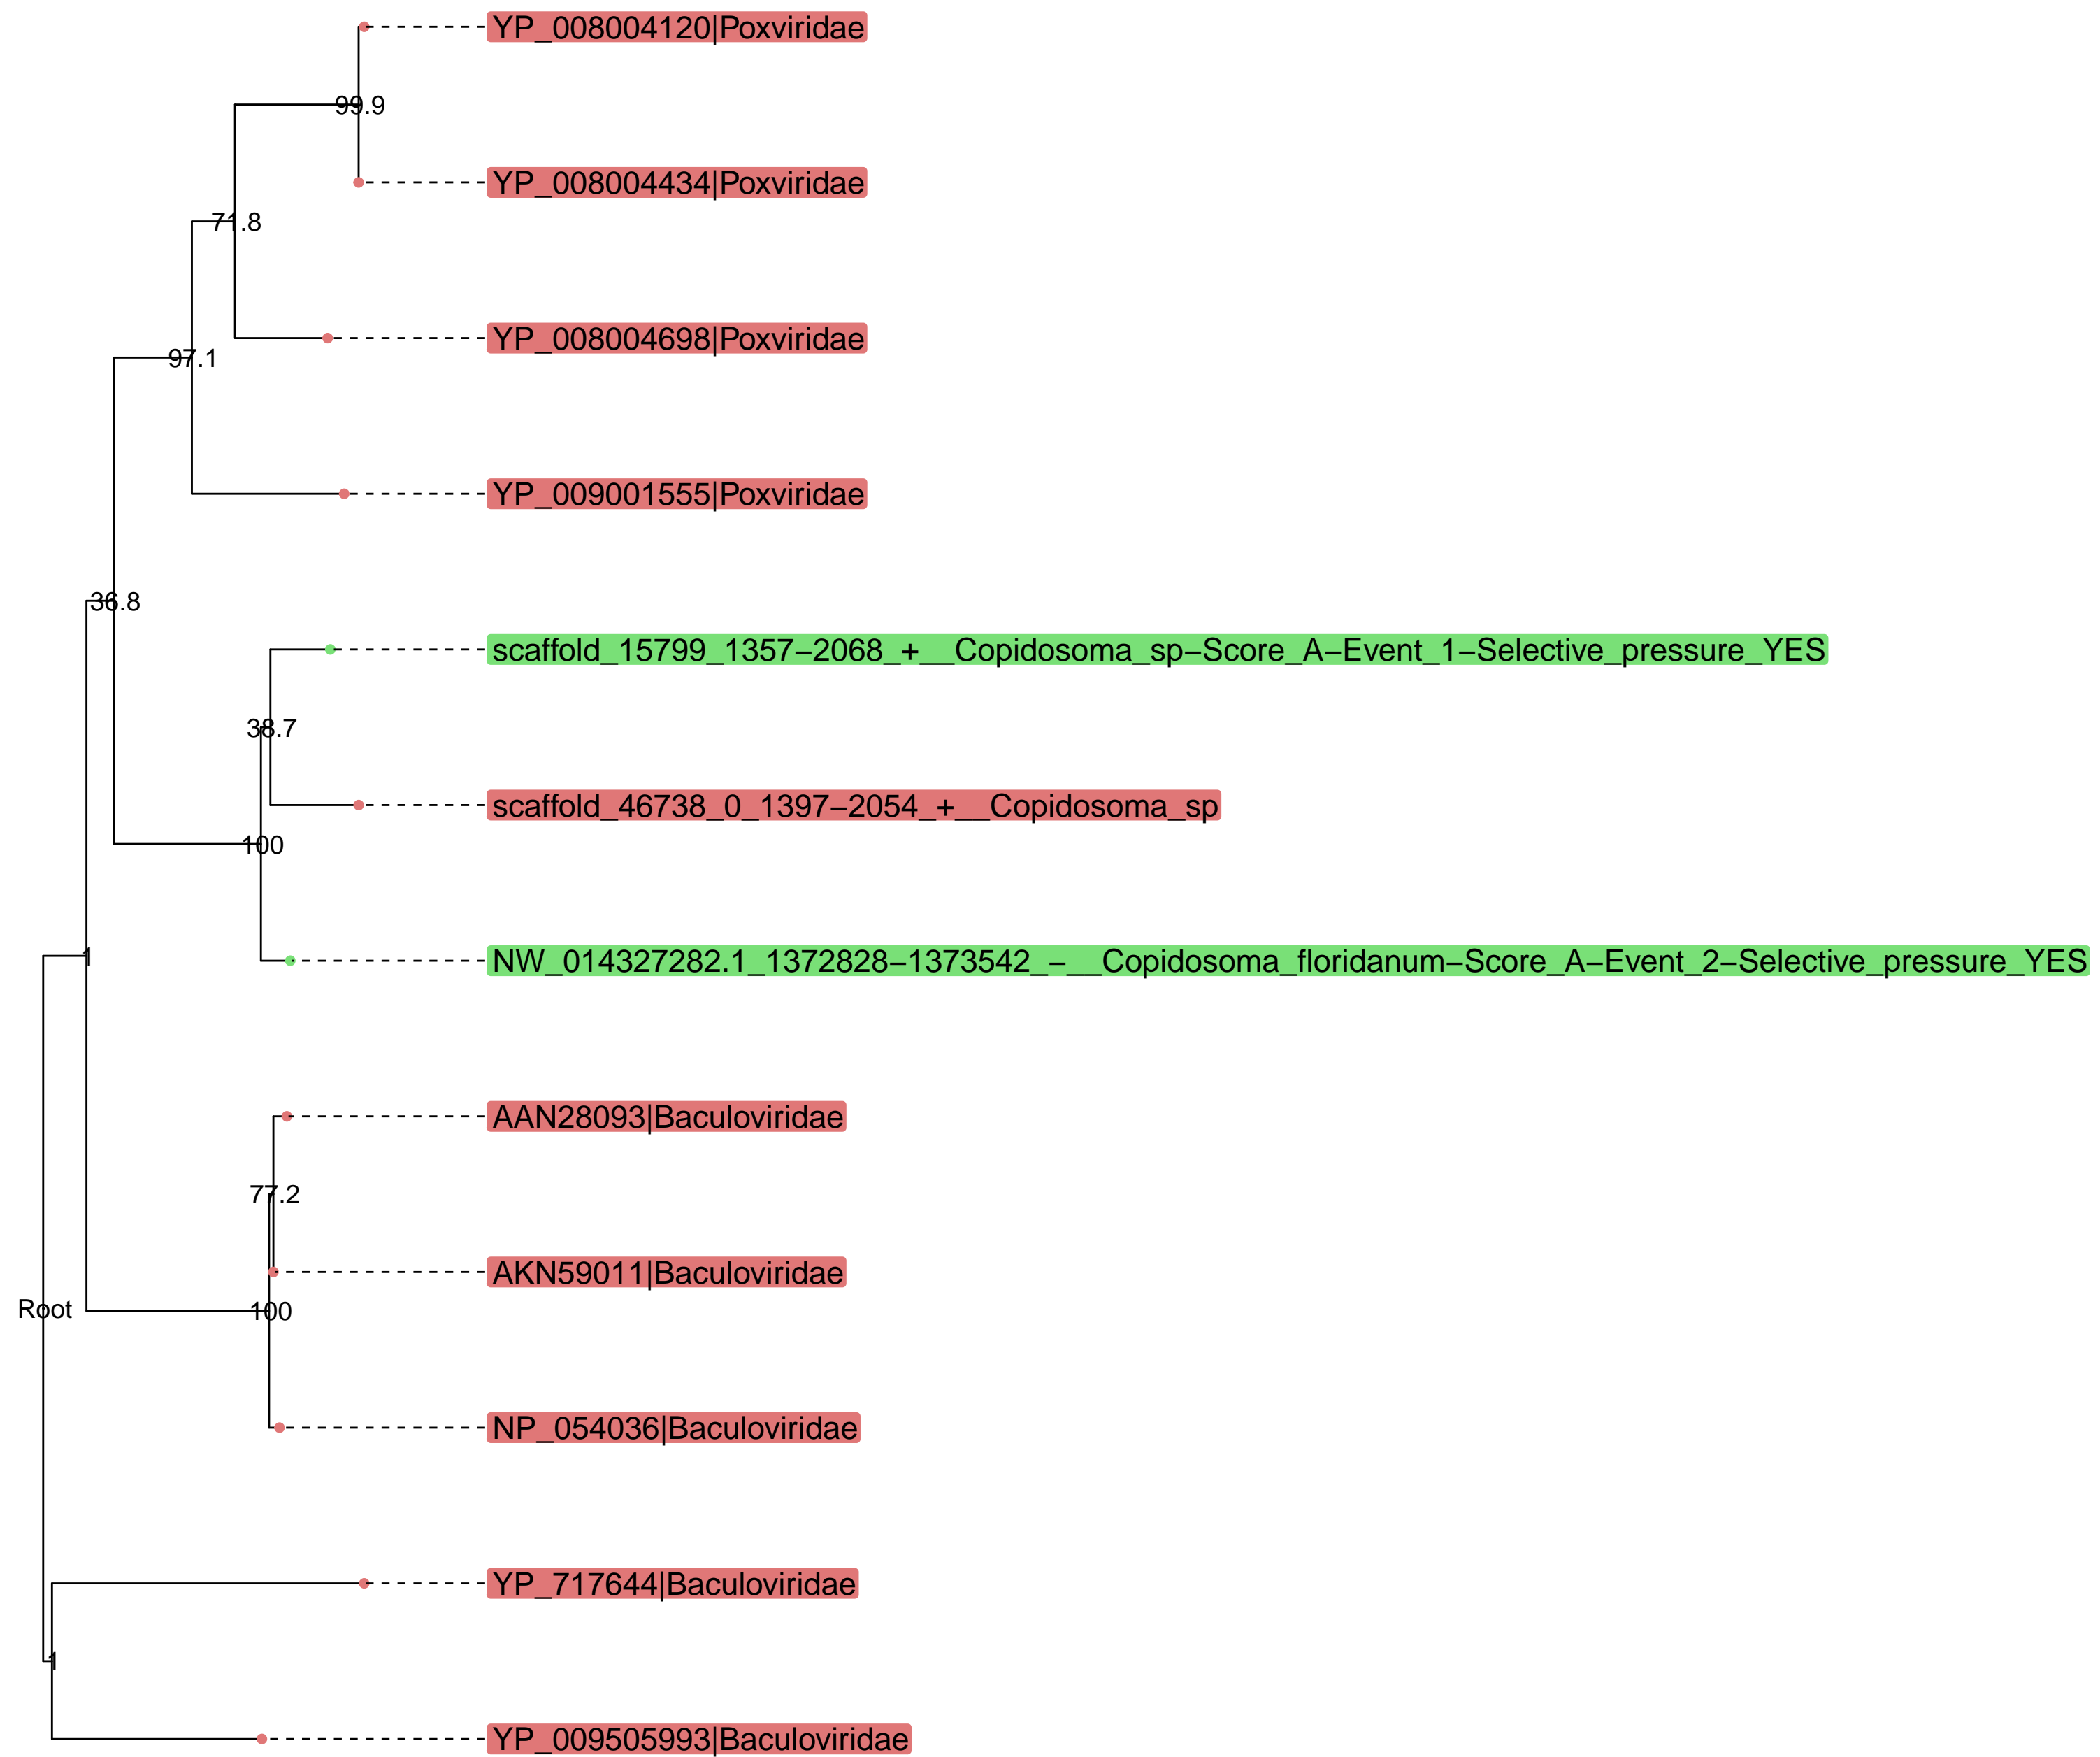 YP_008004120|Poxviridae
99.9
YP_008004434|Poxviridae
71.8
YP_008004698|Poxviridae
97.1
YP_009001555|Poxviridae
36.8
scaffold_15799_1357−2068_+__Copidosoma_sp−Score_A−Event_1−Selective_pressure_YES
38.7
scaffold_46738_0_1397−2054_+__Copidosoma_sp
100
1
NW_014327282.1_1372828−1373542_−__Copidosoma_floridanum−Score_A−Event_2−Selective_pressure_YES
AAN28093|Baculoviridae
77.2
AKN59011|Baculoviridae
Root
100
NP_054036|Baculoviridae
YP_717644|Baculoviridae
1
YP_009505993|Baculoviridae